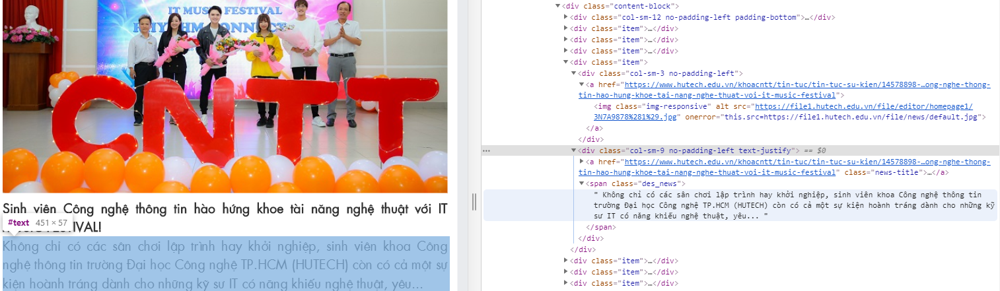 IT MUSIC FESTIVAL
RHYTHM CONNECT
CNTT
Sinh viên Công nghệ thông tin hào hứng khoe tài năng nghệ thuật với IT
MUSIC FESTIVAL!
#text 451 × 57
Không chỉ có các sân chơi lập trình hay khởi nghiệp, sinh viên khoa Công
nghệ thông tin trường Đại học Công nghệ TP.HCM (HUTECH) còn có cả một sự
kiện hoành tráng dành cho những kỹ sư IT có năng khiếu nghệ thuật, yêu...
▼<div class="content-block">
▶<div class="col-sm-12 no-padding-left padding-bottom">…</div>
▶<div class="item">…</div>
▶<div class="item">…</div>
▶<div class="item">…</div>
▼<div class="item">
▼<div class="col-sm-3 no-padding-left">
▼<a href="https://www.hutech.edu.vn/khoacntt/tin-tuc/tin-tuc-su-kien/14578898-…ong-nghe-thong-
tin-hao-hung-khoe-tai-nang-nghe-thuat-voi-it-music-festival">
<img class="img-responsive" alt src="https://file1.hutech.edu.vn/file/editor/homepage1/
3N7A9878%281%29.jpg" onerror="this.src=https://file1.hutech.edu.vn/file/news/default.jpg">
</a>
</div>
… ▼<div class="col-sm-9 no-padding-left text-justify"> == $0
▶<a href="https://www.hutech.edu.vn/khoacntt/tin-tuc/tin-tuc-su-kien/14578898-…ong-nghe-thong-
tin-hao-hung-khoe-tai-nang-nghe-thuat-voi-it-music-festival" class="news-title">…</a>
▼<span class="des_news">
" Không chỉ có các sân chơi lập trình hay khởi nghiệp, sinh viên khoa Công nghệ thông tin
trường Đại học Công nghệ TP.HCM (HUTECH) còn có cả một sự kiện hoành tráng dành cho những kỹ
sư IT có năng khiếu nghệ thuật, yêu... "
</span>
</div>
</div>
▶<div class="item">…</div>
▶<div class="item">…</div>
▶<div class="item">…</div>